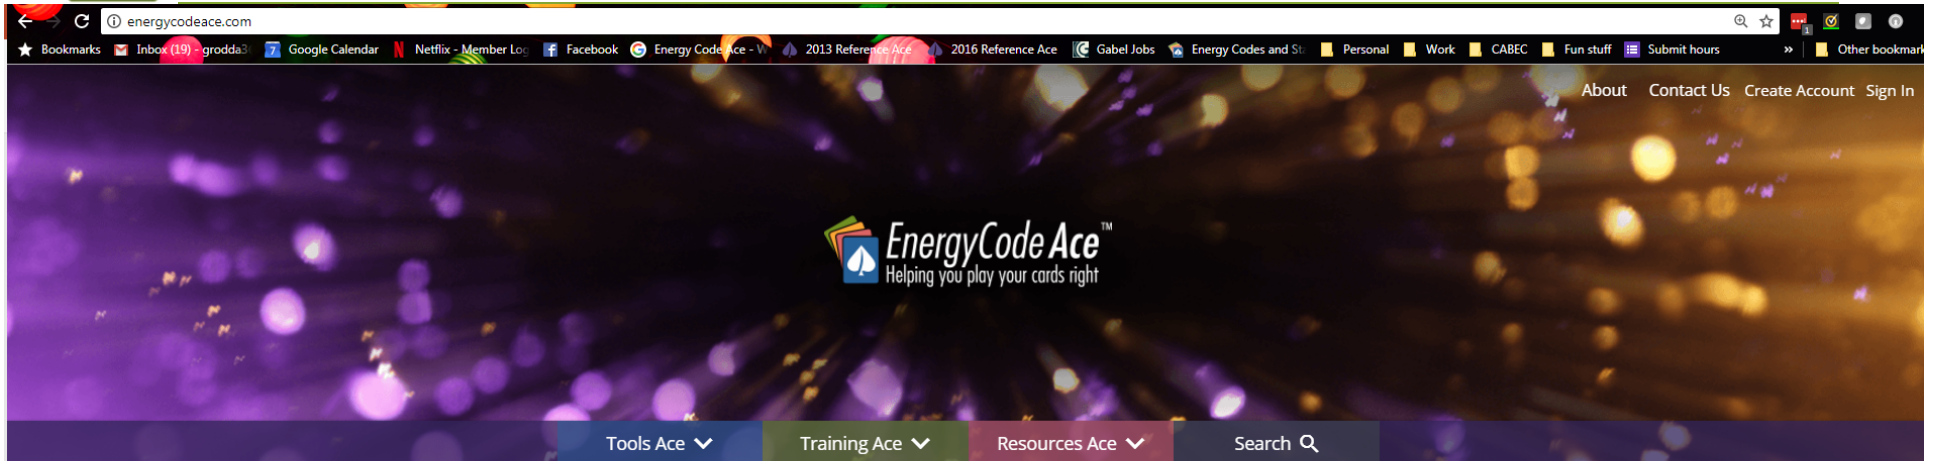 energycodeace.com
Bookmarks Inbox (19) - grodda3 7 Google Calendar Netflix - Member Log Facebook Energy Code Ace - W 2013 Reference Ace 2016 Reference Ace Gabel Jobs Energy Codes and St Personal Work CABEC Fun stuff Submit hours » Other bookmark
1
About Contact Us Create Account Sign In
EnergyCode Ace™
Helping you play your cards right
Tools Ace Training Ace Resources Ace Search